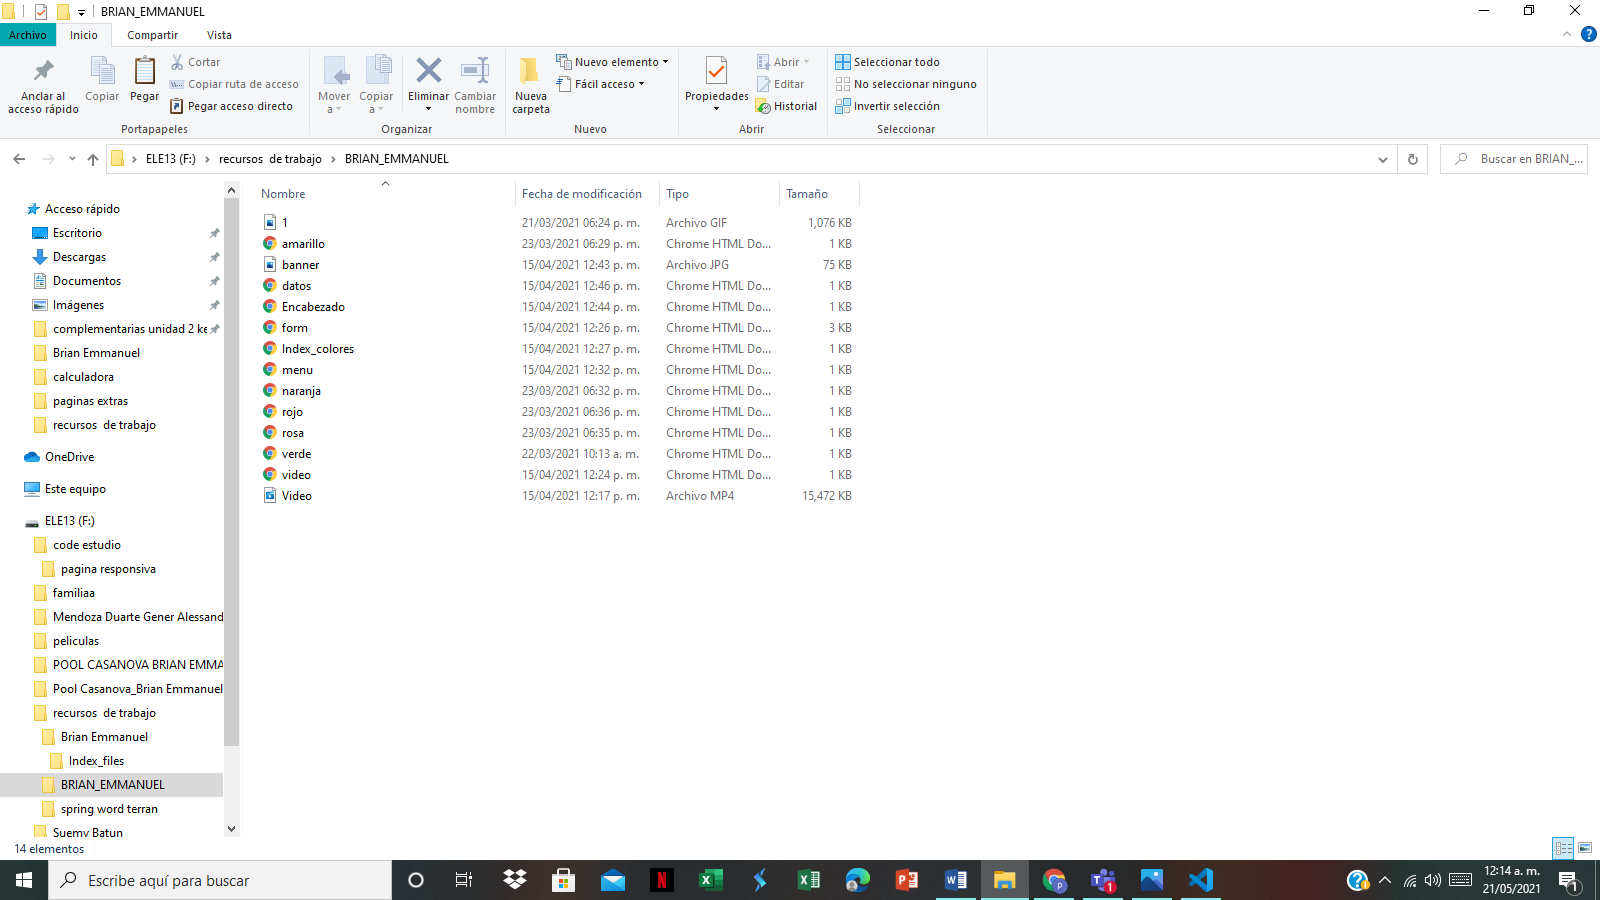 BRIAN_EMMANUEL
Archivo Inicio Compartir Vista
Anclar al acceso rápido
Copiar
Pegar
Cortar
Copiar ruta de acceso
Pegar acceso directo
Portapapeles
Mover a
Copiar a
Eliminar
Cambiar nombre
Organizar
Nueva carpeta
Nuevo elemento
Fácil acceso
Nuevo
Propiedades
Abrir
Editar
Historial
Abrir
Seleccionar todo
No seleccionar ninguno
Invertir selección
Seleccionar
ELE13 (F:) › recursos de trabajo › BRIAN_EMMANUEL
Buscar en BRIAN_...
Acceso rápido
Escritorio
Descargas
Documentos
Imágenes
complementarias unidad 2 ke
Brian Emmanuel
calculadora
paginas extras
recursos de trabajo
OneDrive
Este equipo
ELE13 (F:)
code estudio
pagina responsiva
familiaa
Mendoza Duarte Gener Alessand
peliculas
POOL CASANOVA BRIAN EMMA
Pool Casanova_Brian Emmanuel
recursos de trabajo
Brian Emmanuel
Index_files
BRIAN_EMMANUEL
spring word terran
Suemy Batun
Nombre Fecha de modificación Tipo Tamaño
1 21/03/2021 06:24 p. m. Archivo GIF 1,076 KB
amarillo 23/03/2021 06:29 p. m. Chrome HTML Do... 1 KB
banner 15/04/2021 12:43 p. m. Archivo JPG 75 KB
datos 15/04/2021 12:46 p. m. Chrome HTML Do... 1 KB
Encabezado 15/04/2021 12:44 p. m. Chrome HTML Do... 1 KB
form 15/04/2021 12:26 p. m. Chrome HTML Do... 3 KB
Index_colores 15/04/2021 12:27 p. m. Chrome HTML Do... 1 KB
menu 15/04/2021 12:32 p. m. Chrome HTML Do... 1 KB
naranja 23/03/2021 06:32 p. m. Chrome HTML Do... 1 KB
rojo 23/03/2021 06:36 p. m. Chrome HTML Do... 1 KB
rosa 23/03/2021 06:35 p. m. Chrome HTML Do... 1 KB
verde 22/03/2021 10:13 a. m. Chrome HTML Do... 1 KB
video 15/04/2021 12:24 p. m. Chrome HTML Do... 1 KB
Video 15/04/2021 12:17 p. m. Archivo MP4 15,472 KB
14 elementos
Escribe aquí para buscar
12:14 a. m.
21/05/2021